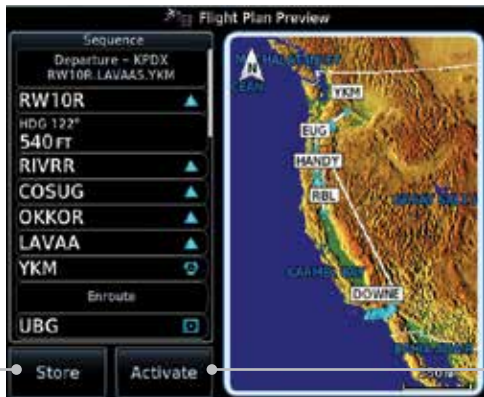 Flight Plan Preview
Sequence
Departure – KPDX
RW10R.LAVAA5.YKM
RW10R
HDG 122°
540 FT
RIVRR
COSUG
OKKOR
LAVAA
YKM
Enroute
UBG
Store
Activate
N
YKM
EUG
HANDY
RBL
DOWNE